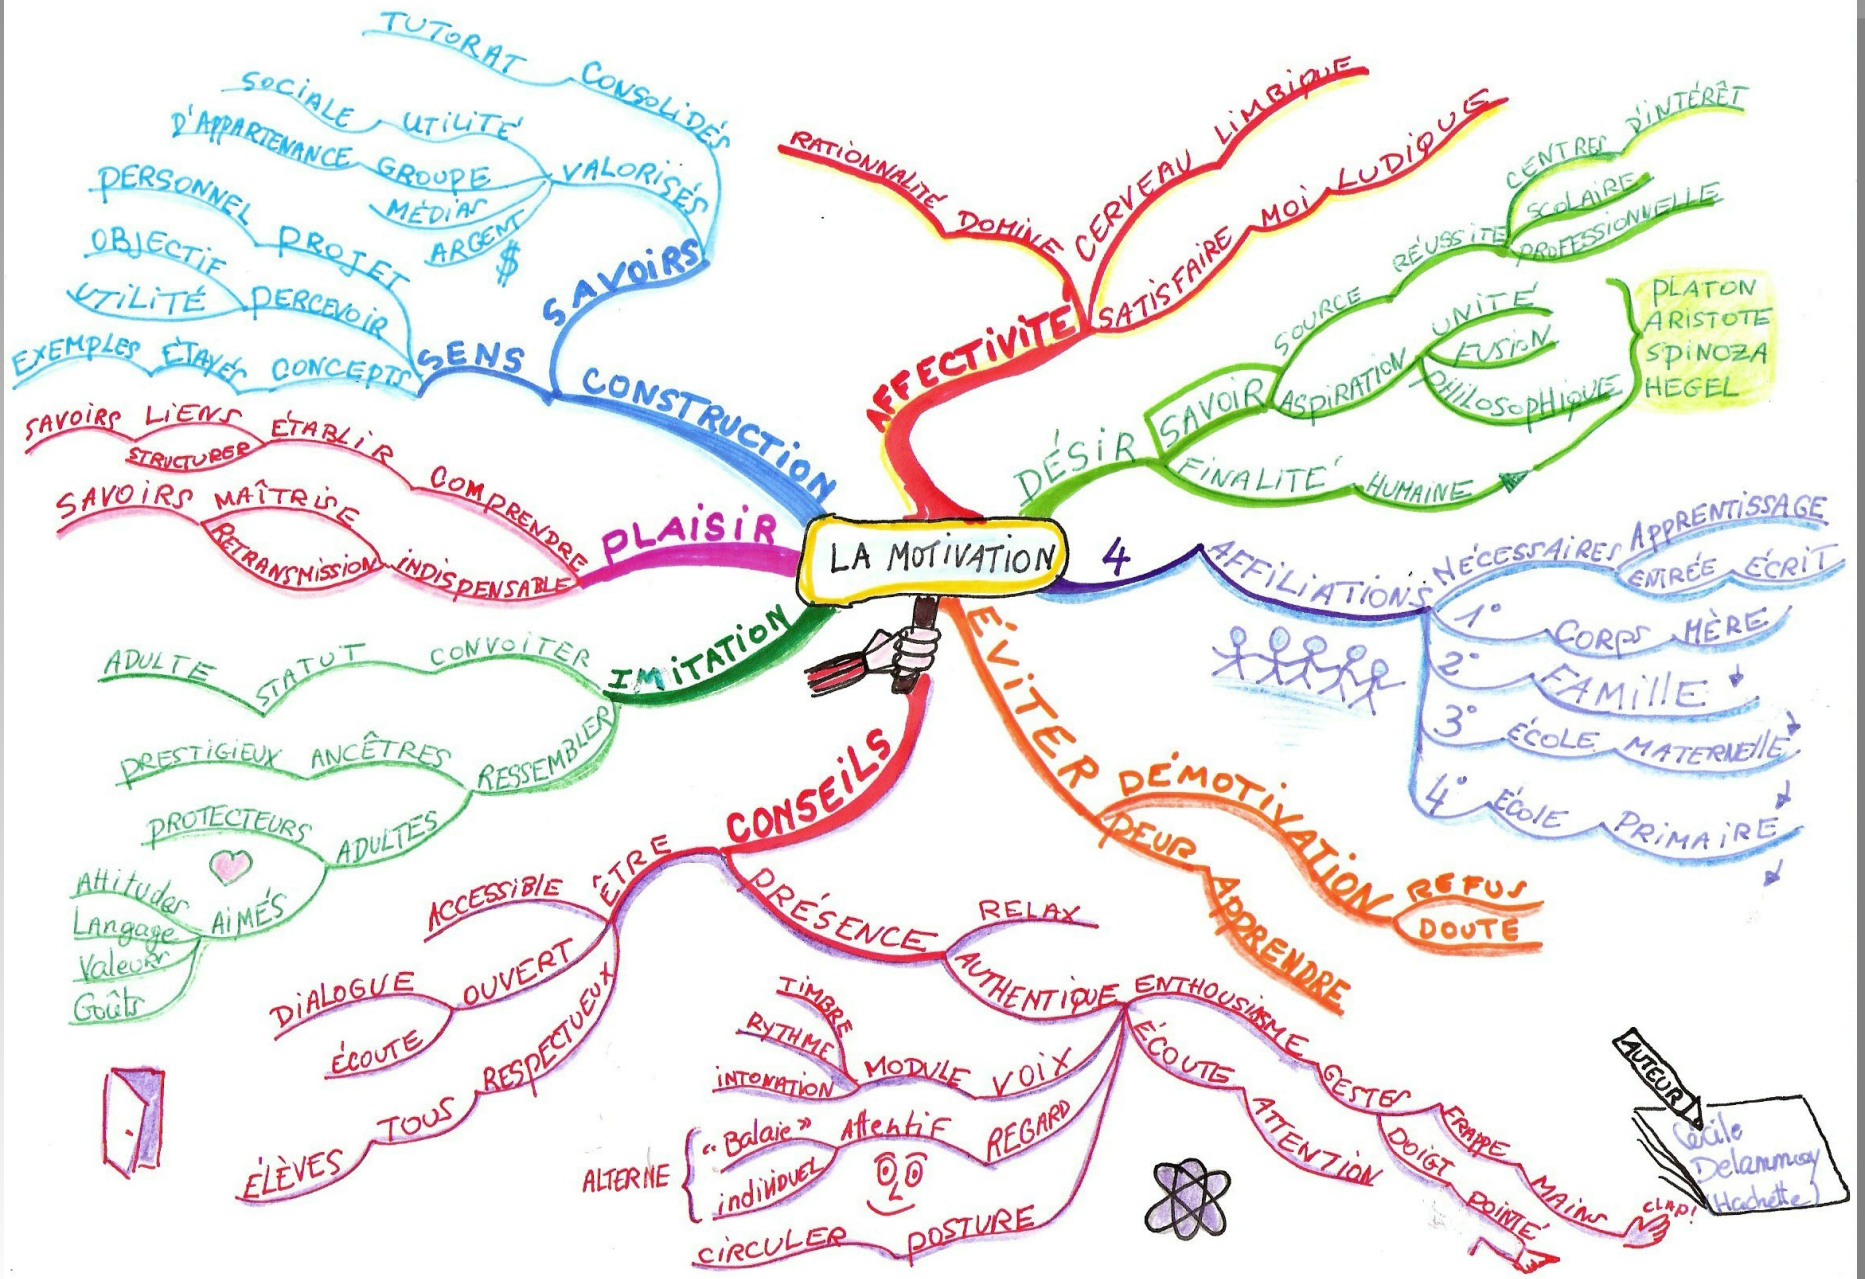 LA MOTIVATION
AFFECTIVITÉ
DOMINE
RATIONNALITÉ
CERVEAU LIMBIQUE
SATISFAIRE MOI LUDIQUE
DÉSIR
SAVOIR
SOURCE
RÉUSSITE
CENTRES D'INTÉRÊT
SCOLAIRE
PROFESSIONNELLE
ASPIRATION
UNITÉ
FUSION
PHILOSOPHIQUE
PLATON
ARISTOTE
SPINOZA
HEGEL
FINALITÉ HUMAINE
4 AFFILIATIONS
NÉCESSAIRES
APPRENTISSAGE
ENTRÉE ÉCRIT
1° CORPS MÈRE
2° FAMILLE
3° ÉCOLE MATERNELLE
4° ÉCOLE PRIMAIRE
ÉVITER
DÉMOTIVATION
REFUS
DOUTE
PEUR
APPRENDRE
CONSEILS
PRÉSENCE
RELAX
AUTHENTIQUE
ENTHOUSIASME
GESTES
FRAPPE MAINS
CLAP!
DOIGT POINTÉ
ÉCOUTE
ATTENTION
VOIX
MODULE
TIMBRE
RYTHME
INTONATION
REGARD
Attentif
"Balaie"
individuel
ALTERNE
POSTURE
CIRCULER
ÊTRE
ACCESSIBLE
OUVERT
DIALOGUE
ÉCOUTE
RESPECTUEUX
TOUS
ÉLÈVES
IMITATION
CONVOITER
STATUT
ADULTE
RESSEMBLER
ANCÊTRES
PRESTIGIEUX
ADULTES
PROTECTEURS
AIMÉS
Attitudes
Langage
Valeurs
Goûts
PLAISIR
COMPRENDRE
ÉTABLIR
LIENS
SAVOIRS
STRUCTURER
INDISPENSABLE
MAÎTRISE
SAVOIRS
RETRANSMISSION
CONSTRUCTION
SAVOIRS
CONSOLIDÉS
TUTORAT
VALORISÉS
UTILITÉ
SOCIALE
GROUPE
D'APPARTENANCE
MÉDIAS
ARGENT
$
SENS
PROJET
PERSONNEL
PERCEVOIR
OBJECTIF
UTILITÉ
CONCEPTS
ÉTAYÉS
EXEMPLES
AUTEUR
Cécile
(Hachette)